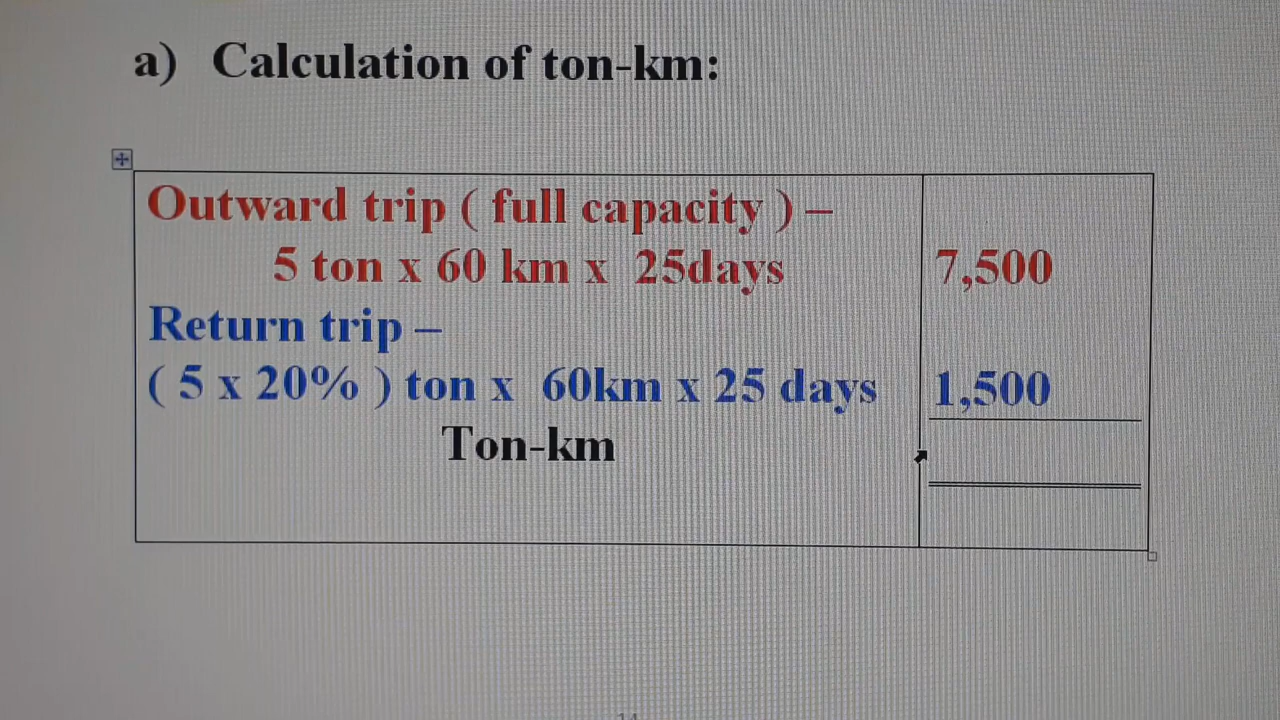 a) Calculation of ton-km:
Outward trip ( full capacity ) –
5 ton x 60 km x 25days 7,500
Return trip –
( 5 x 20% ) ton x 60km x 25 days 1,500
Ton-km
14